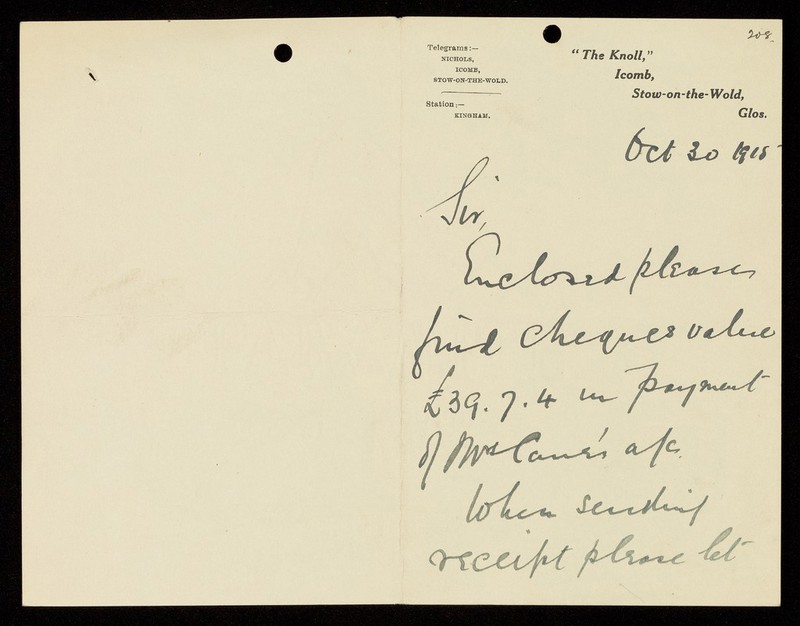 208
Telegrams:—
NICHOLS,
ICOMB,
STOW-ON-THE-WOLD.
Station:—
KINGHAM.
"The Knoll,"
Icomb,
Stow-on-the-Wold,
Glos.
Oct 30 1915
Sir,
Enclosed please
find cheques value
£39.7.4 in payment
of Mrs a/c.
When sending
receipt please let